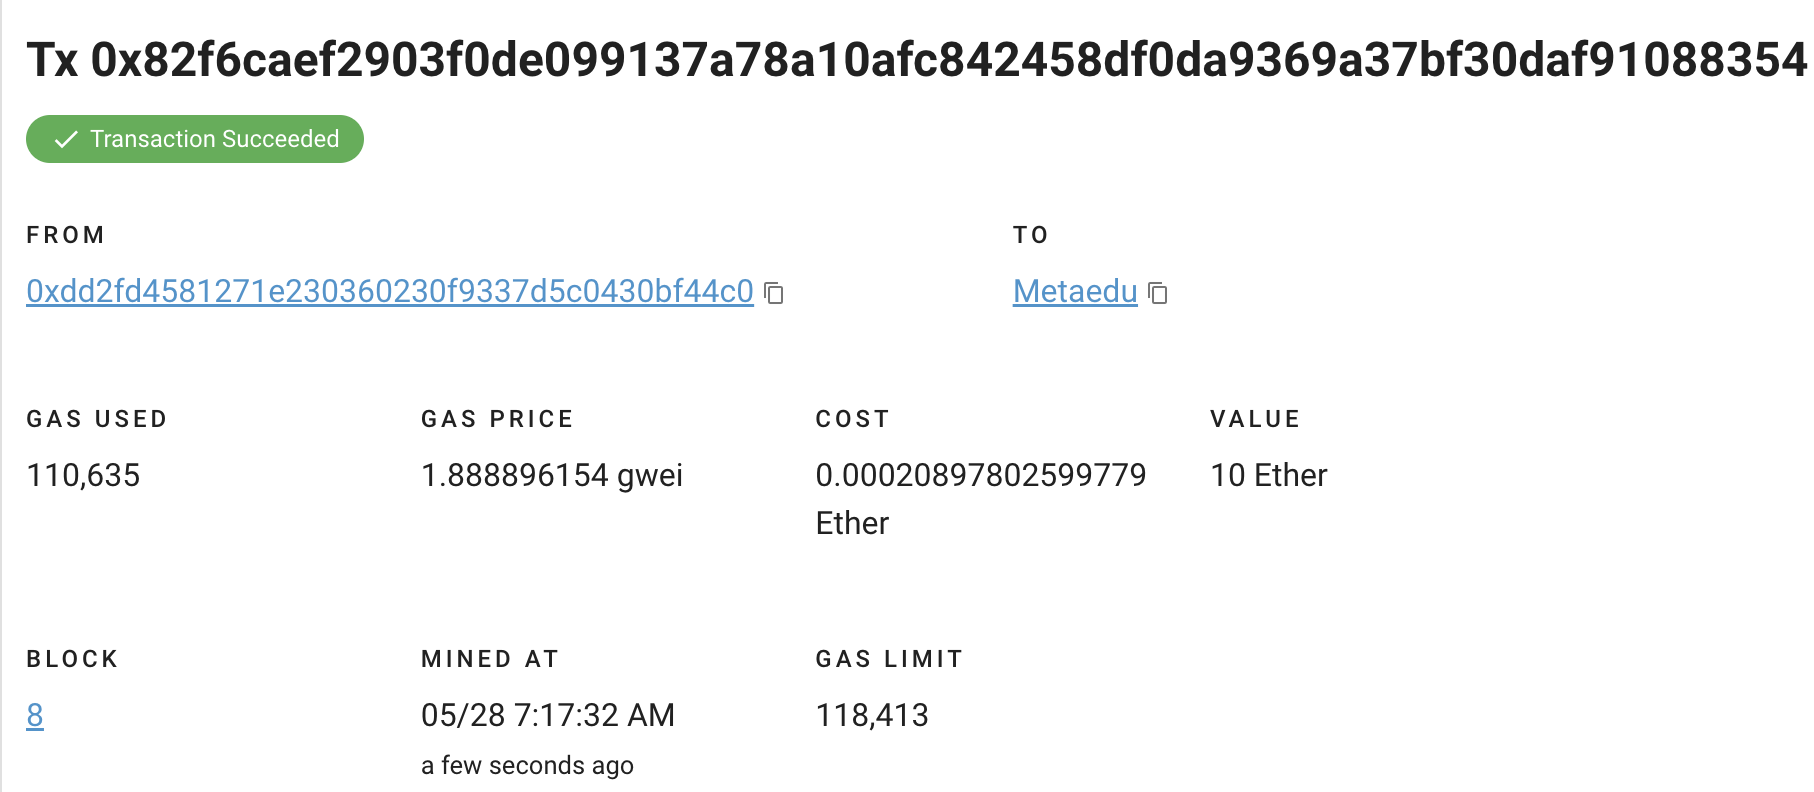 Tx 0x82f6caef2903f0de099137a78a10afc842458df0da9369a37bf30daf91088354
Transaction Succeeded
FROM
0xdd2fd4581271e230360230f9337d5c0430bf44c0
TO
Metaedu
GAS USED
110,635
GAS PRICE
1.888896154 gwei
COST
0.00020897802599779
Ether
VALUE
10 Ether
BLOCK
8
MINED AT
05/28 7:17:32 AM
a few seconds ago
GAS LIMIT
118,413